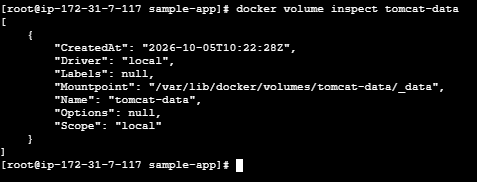 [root@ip-172-31-7-117 sample-app]# docker volume inspect tomcat-data
[
    {
        "CreatedAt": "2026-10-05T10:22:28Z",
        "Driver": "local",
        "Labels": null,
        "Mountpoint": "/var/lib/docker/volumes/tomcat-data/_data",
        "Name": "tomcat-data",
        "Options": null,
        "Scope": "local"
    }
]
[root@ip-172-31-7-117 sample-app]#